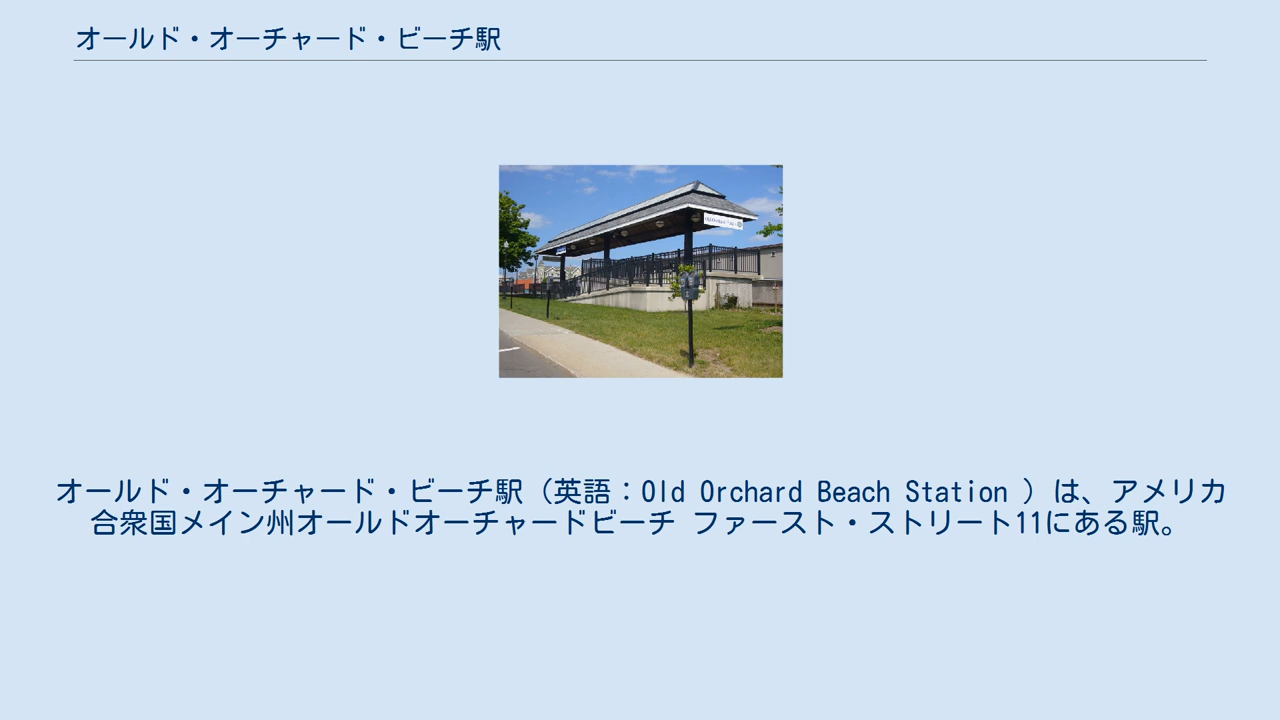 オールド・オーチャード・ビーチ駅
オールド・オーチャード・ビーチ駅（英語：Old Orchard Beach Station ）は、アメリカ
合衆国メイン州オールドオーチャードビーチ ファースト・ストリート11にある駅。